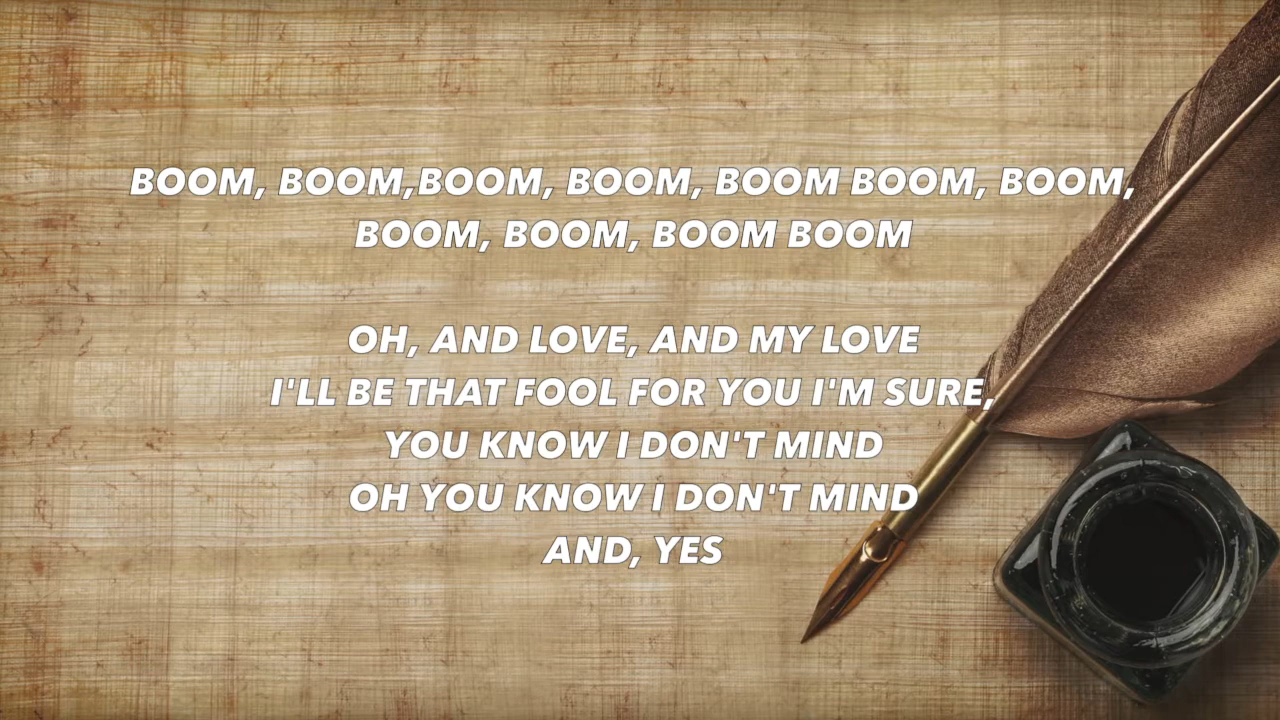 BOOM, BOOM,BOOM, BOOM, BOOM BOOM, BOOM,
BOOM, BOOM, BOOM BOOM
OH, AND LOVE, AND MY LOVE
I'LL BE THAT FOOL FOR YOU I'M SURE,
YOU KNOW I DON'T MIND
OH YOU KNOW I DON'T MIND
AND, YES